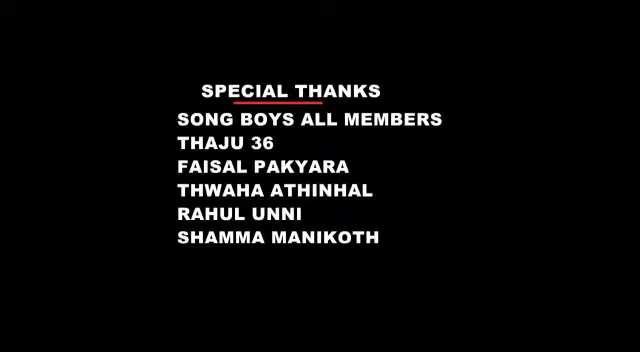 SPECIAL THANKS
SONG BOYS ALL MEMBERS
THAJU 36
FAISAL PAKYARA
THWAHA ATHINHAL
RAHUL UNNI
SHAMMA MANIKOTH